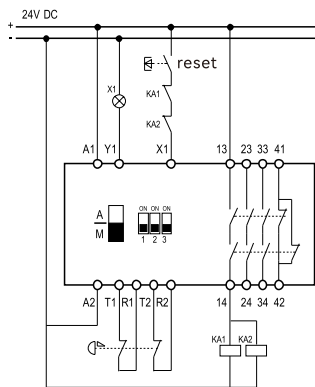 24V DC
+
-
reset
X1
KA1
KA2
A1 Y1 X1 13 23 33 41
A
M
ON ON ON
1 2 3
A2 T1 R1 T2 R2 14 24 34 42
KA1 KA2